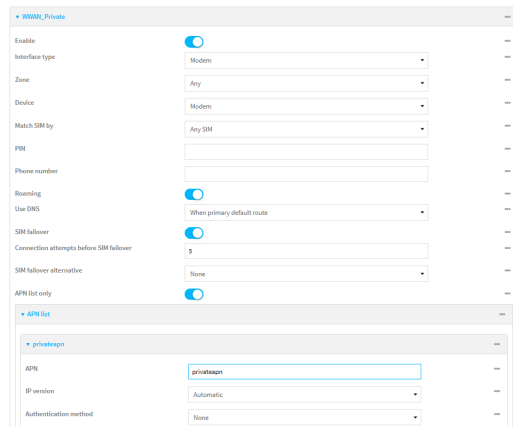 WWAN_Private
Enable
Interface type Modem
Zone Any
Device Modem
Match SIM by Any SIM
PIN
Phone number
Roaming
Use DNS When primary default route
SIM failover
Connection attempts before SIM failover 5
SIM failover alternative None
APN list only
APN list
privateapn
APN privateapn
IP version Automatic
Authentication method None